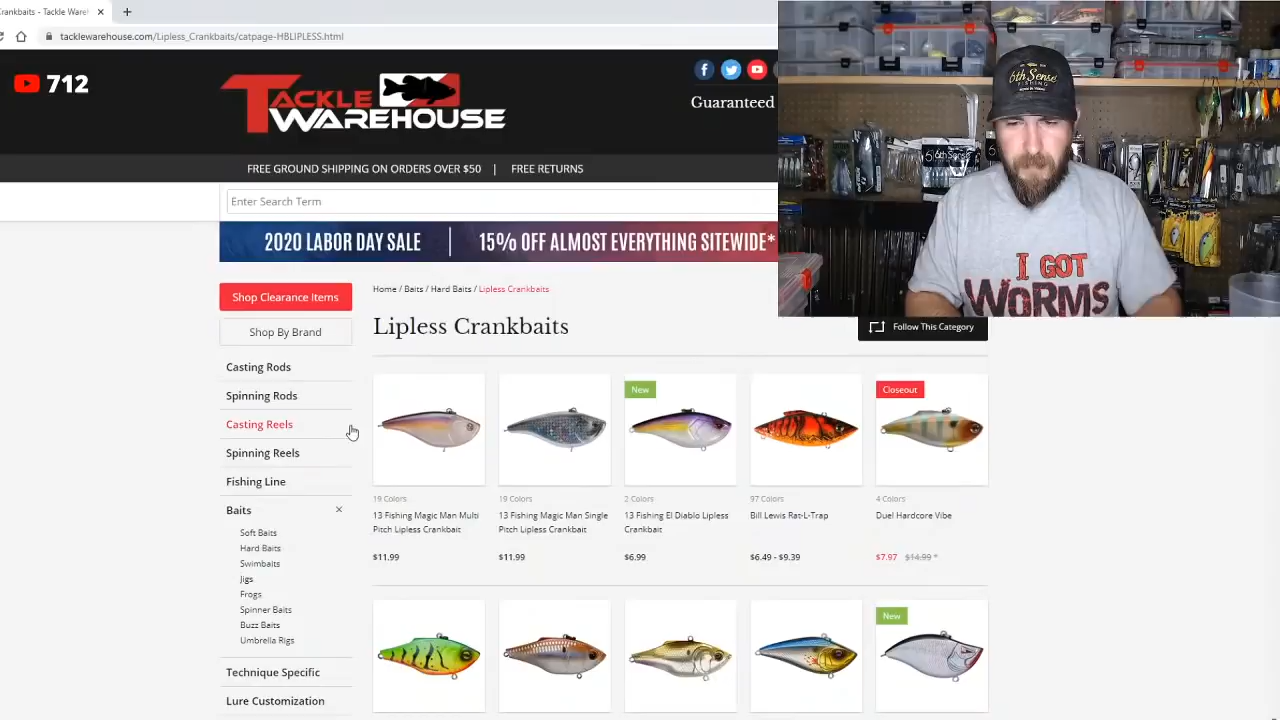 Crankbaits
tacklewarehouse.com/Lipless_Crankbaits/catpage-HBLIPLESS.html
712
TACKLE
WAREHOUSE
Guaranteed
FREE GROUND SHIPPING ON ORDERS OVER $50 | FREE RETURNS
Enter Search Term
2020 LABOR DAY SALE | 15% OFF ALMOST EVERYTHING SITEWIDE*
6th Sense
FISHING
6th Sense
I GOT
WORMS
Shop Clearance Items
Shop By Brand
Casting Rods
Spinning Rods
Casting Reels
Spinning Reels
Fishing Line
Baits
Soft Baits
Hard Baits
Swimbaits
Jigs
Frogs
Spinner Baits
Buzz Baits
Umbrella Rigs
Technique Specific
Lure Customization
Home / Baits / Hard Baits / Lipless Crankbaits
Lipless Crankbaits
Follow This Category
New
Closeout
19 Colors
13 Fishing Magic Man Multi
Pitch Lipless Crankbait
$11.99
19 Colors
13 Fishing Magic Man Single
Pitch Lipless Crankbait
$11.99
2 Colors
13 Fishing El Diablo Lipless
Crankbait
$6.99
97 Colors
Bill Lewis Rat-L-Trap
$6.49 - $9.39
4 Colors
Duel Hardcore Vibe
$7.97 $14.99 *
New